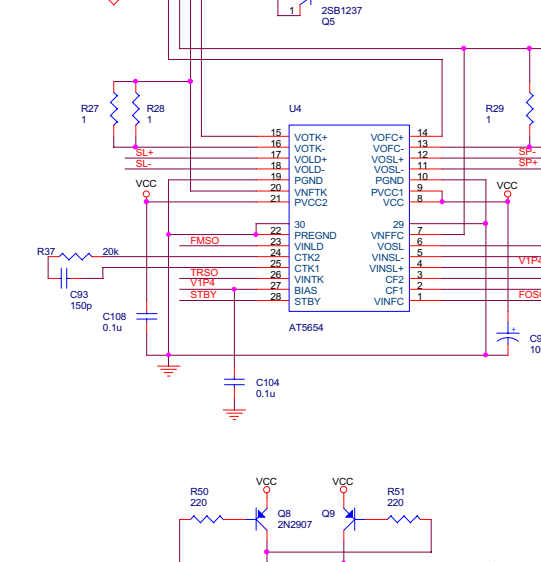 1
2SB1237
Q5
R27
1
R28
1
U4
R29
1
15 VOTK+ VOFC+ 14
16 VOTK- VOFC- 13
SL+ 17 VOLD+ VOSL+ 12 SP-
SL- 18 VOLD- VOSL- 11 SP+
19 PGND PGND 10
VCC 20 VNFTK PVCC1 9 VCC
21 PVCC2 VCC 8
30 29
22 PREGND VNFFC 7
FMSO 23 VINLD VOSL 6
R37 20k 24 CTK2 VINSL- 5
25 CTK1 VINSL+ 4 V1P4
TRSO 26 VINTK CF2 3
V1P4 27 BIAS CF1 2
STBY 28 STBY VINFC 1 FOS
C93
150p
C108
0.1u
AT5654
C9
10
C104
0.1u
R50
220
VCC
VCC
R51
220
Q8
2N2907
Q9